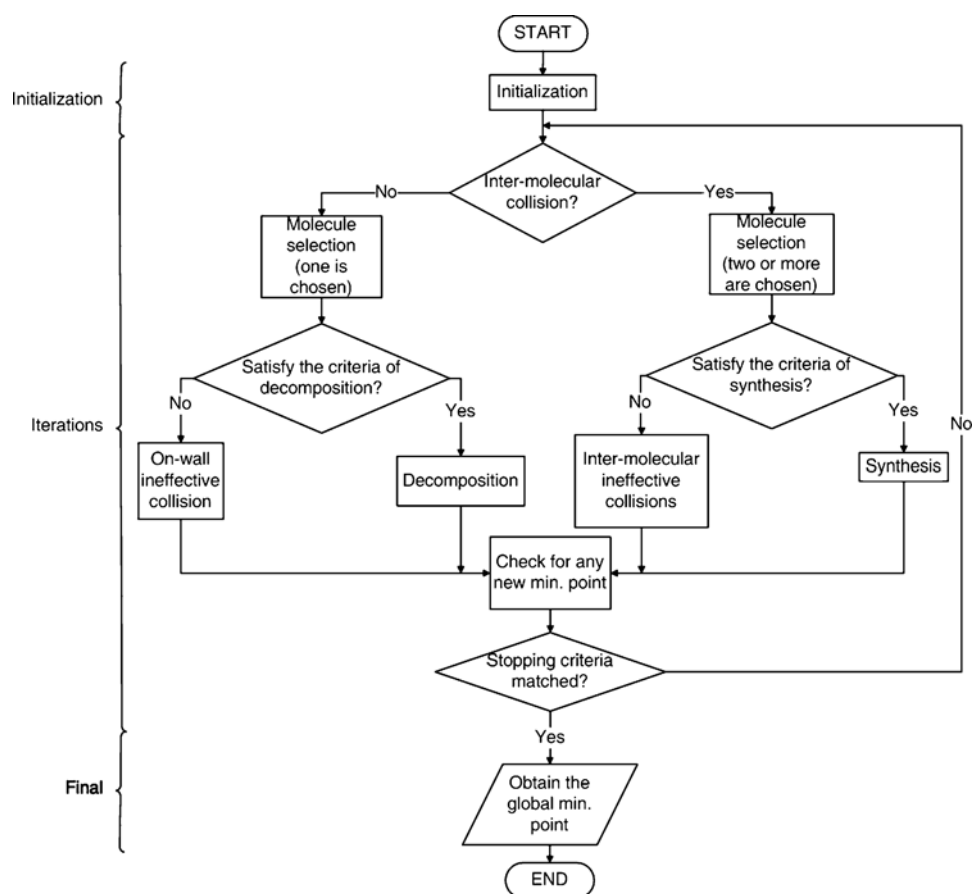 START
Initialization
Initialization
Inter-molecular
collision?
No
Yes
Molecule
selection
(one is
chosen)
Molecule
selection
(two or more
are chosen)
Satisfy the criteria of
decomposition?
Satisfy the criteria of
synthesis?
No
Yes
No
Yes
No
Iterations
On-wall
ineffective
collision
Decomposition
Inter-molecular
ineffective
collisions
Synthesis
Check for any
new min. point
Stopping criteria
matched?
Yes
Final
Obtain the
global min.
point
END